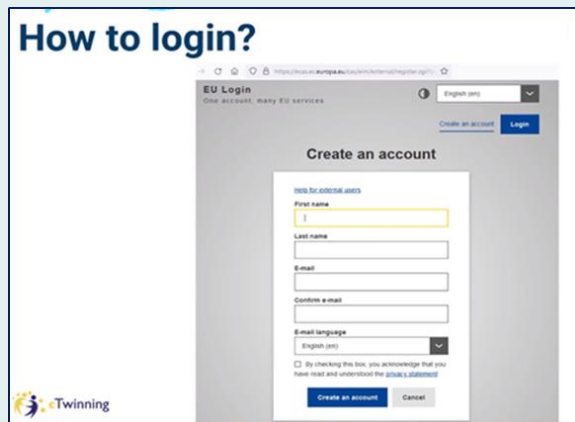 How to login?
https://ecas.ec.europa.eu/cas/eim/external/register.cgi?
EU Login
One account, many EU services
English (en)
Create an account
Login
Create an account
Help for external users
First name
Last name
E-mail
Confirm e-mail
E-mail language
English (en)
By checking this box, you acknowledge that you
have read and understood the privacy statement
Create an account
Cancel
eTwinning